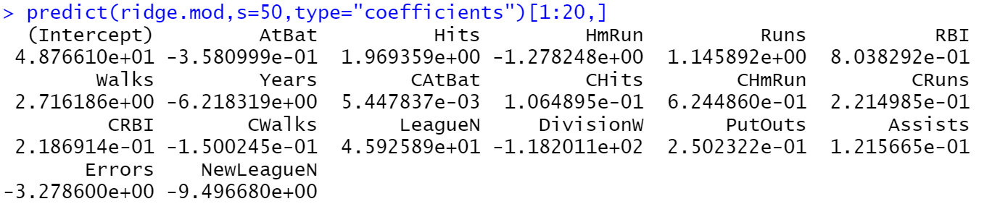 > predict(ridge.mod,s=50,type="coefficients")[1:20,]
(Intercept) AtBat Hits HmRun Runs RBI
4.876610e+01 -3.580999e-01 1.969359e+00 -1.278248e+00 1.145892e+00 8.038292e-01
Walks Years CAtBat CHits CHmRun CRuns
2.716186e+00 -6.218319e+00 5.447837e-03 1.064895e-01 6.244860e-01 2.214985e-01
CRBI CWalks LeagueN DivisionW PutOuts Assists
2.186914e-01 -1.500245e-01 4.592589e+01 -1.182011e+02 2.502322e-01 1.215665e-01
Errors NewLeagueN
-3.278600e+00 -9.496680e+00